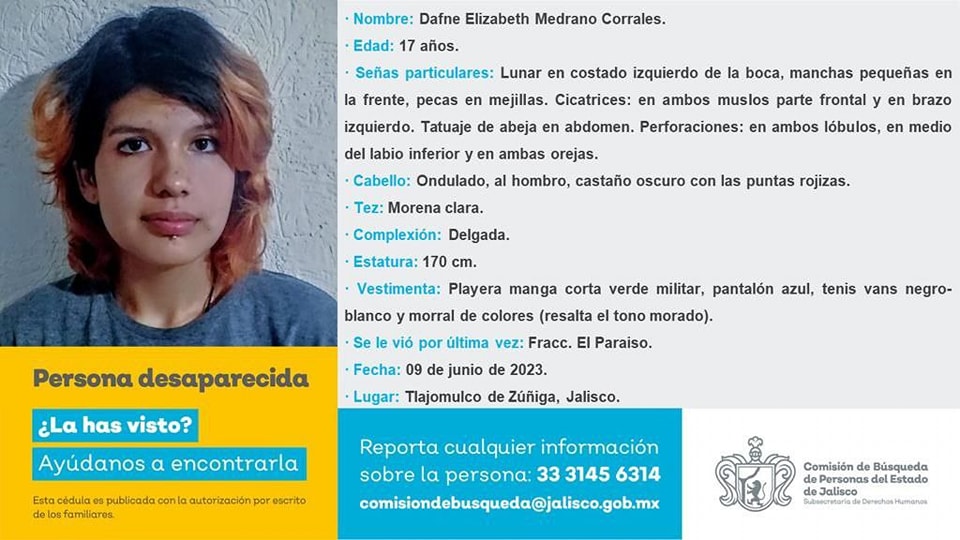 · Nombre: Dafne Elizabeth Medrano Corrales.
· Edad: 17 años.
· Señas particulares: Lunar en costado izquierdo de la boca, manchas pequeñas en
la frente, pecas en mejillas. Cicatrices: en ambos muslos parte frontal y en brazo
izquierdo. Tatuaje de abeja en abdomen. Perforaciones: en ambos lóbulos, en medio
del labio inferior y en ambas orejas.
· Cabello: Ondulado, al hombro, castaño oscuro con las puntas rojizas.
· Tez: Morena clara.
· Complexión: Delgada.
· Estatura: 170 cm.
· Vestimenta: Playera manga corta verde militar, pantalón azul, tenis vans negro-
blanco y morral de colores (resalta el tono morado).
· Se le vió por última vez: Fracc. El Paraiso.
· Fecha: 09 de junio de 2023.
· Lugar: Tlajomulco de Zúñiga, Jalisco.
Persona desaparecida
¿La has visto?
Ayúdanos a encontrarla
Esta cédula es publicada con la autorización por escrito
de los familiares.
Reporta cualquier información
sobre la persona: 33 3145 6314
comisiondebusqueda@jalisco.gob.mx
Comisión de Búsqueda
de Personas del Estado
de Jalisco
Subsecretaría de Derechos Humanos